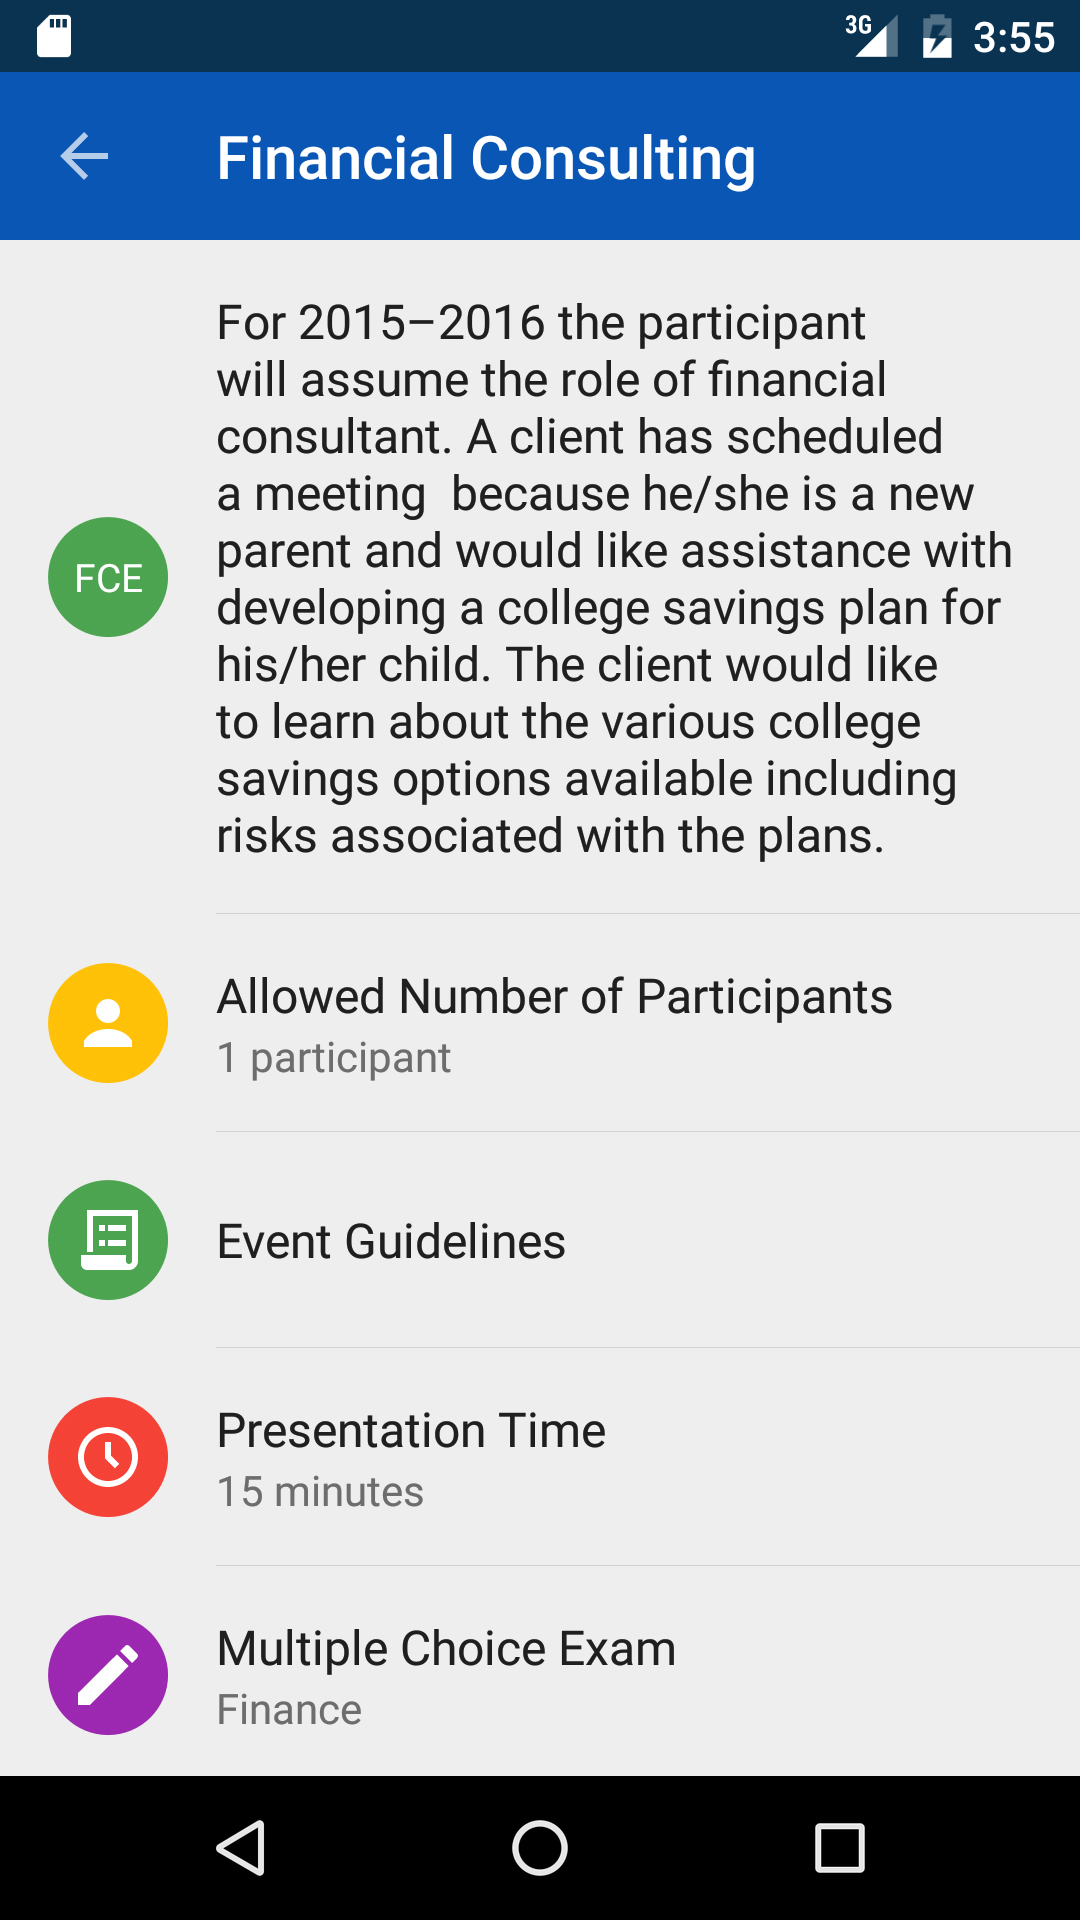 3G 3:55
Financial Consulting
For 2015–2016 the participant
will assume the role of financial
consultant. A client has scheduled
a meeting  because he/she is a new
parent and would like assistance with
FCE
developing a college savings plan for
his/her child. The client would like
to learn about the various college
savings options available including
risks associated with the plans.
Allowed Number of Participants
1 participant
Event Guidelines
Presentation Time
15 minutes
Multiple Choice Exam
Finance